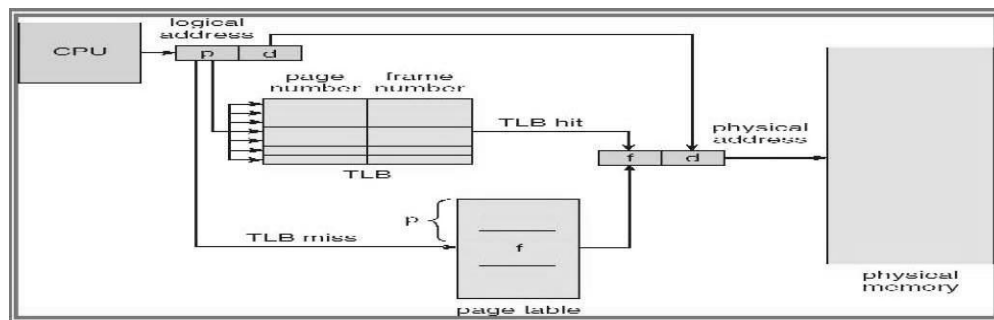 logical
address
CPU
p d
page number
frame number
TLB hit
physical
address
f d
TLB
p
TLB miss
f
physical
memory
page table